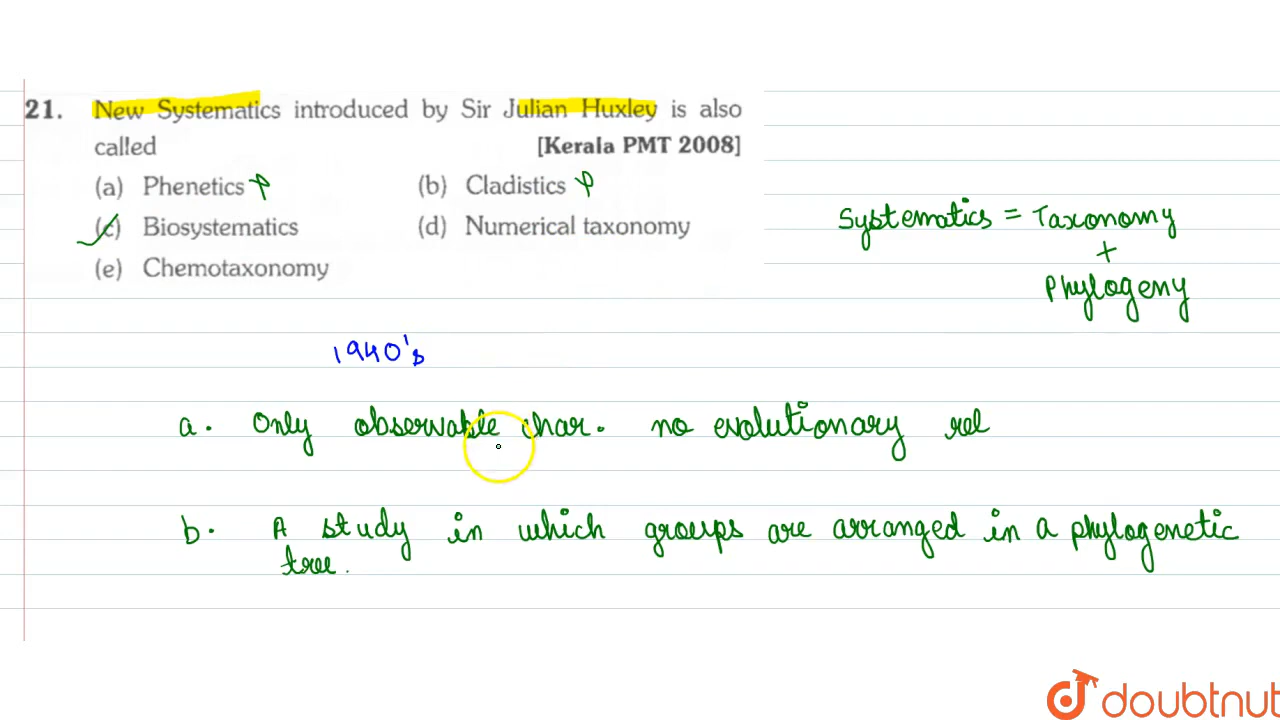 21. New Systematics introduced by Sir Julian Huxley is also
called [Kerala PMT 2008]
(a) Phenetics (b) Cladistics
(c) Biosystematics (d) Numerical taxonomy
(e) Chemotaxonomy
Systematics = Taxonomy
+
Phylogeny
1940's
a. Only observable char. no evolutionary rel
b. A study in which groups are arranged in a phylogenetic
tree.
doubtnut